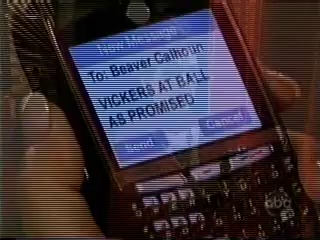 New Message
To: Beaver Calhoun
VICKERS AT BALL
AS PROMISED
Send Cancel
abc